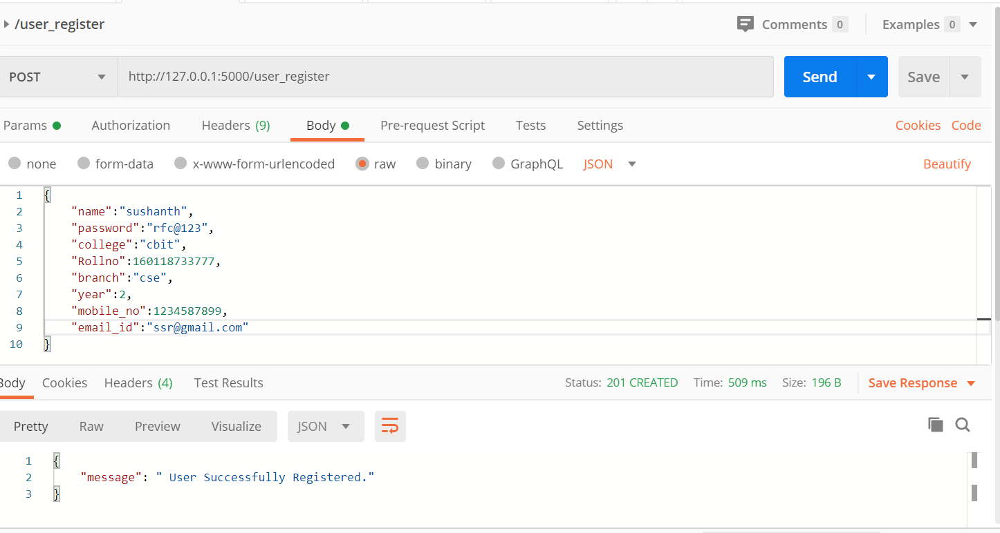 /user_register Comments 0 Examples 0
POST http://127.0.0.1:5000/user_register Send Save
Params Authorization Headers (9) Body Pre-request Script Tests Settings Cookies Code
none form-data x-www-form-urlencoded raw binary GraphQL JSON Beautify
1 {
2 "name":"sushanth",
3 "password":"rfc@123",
4 "college":"cbit",
5 "Rollno":160118733777,
6 "branch":"cse",
7 "year":2,
8 "mobile_no":1234587899,
9 "email_id":"ssr@gmail.com"
10 }
Body Cookies Headers (4) Test Results Status: 201 CREATED Time: 509 ms Size: 196 B Save Response
Pretty Raw Preview Visualize JSON
1 {
2 "message": " User Successfully Registered."
3 }